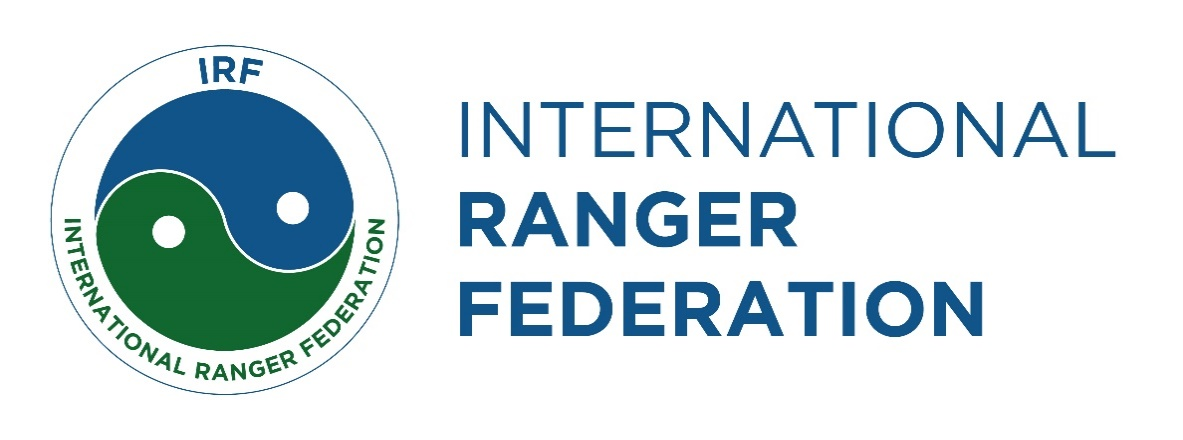 IRF
INTERNATIONAL RANGER FEDERATION
INTERNATIONAL
RANGER
FEDERATION